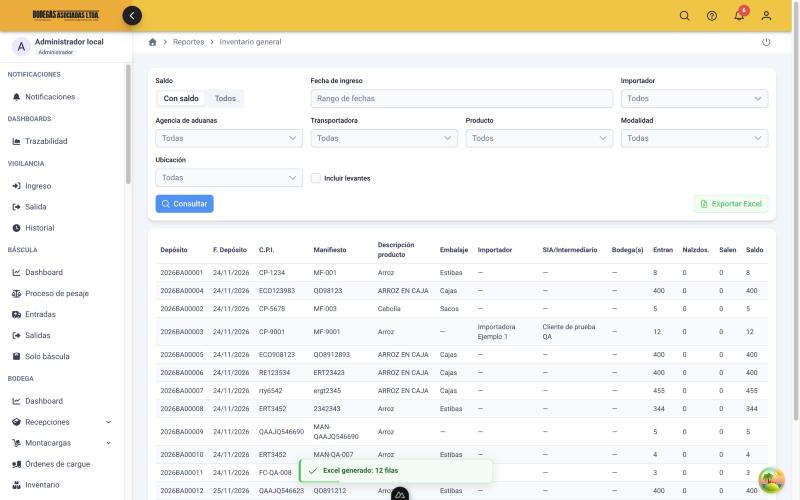 BODEGAS ASOCIADAS LTDA.
6
A
Administrador local
Administrador
NOTIFICACIONES
Notificaciones
DASHBOARDS
Trazabilidad
VIGILANCIA
Ingreso
Salida
Historial
BÁSCULA
Dashboard
Proceso de pesaje
Entradas
Salidas
Solo báscula
BODEGA
Dashboard
Recepciones
Montacargas
Órdenes de cargue
Inventario
Reportes
Inventario general
Saldo
Con saldo Todos
Fecha de ingreso
Rango de fechas
Importador
Todos
Agencia de aduanas
Todas
Transportadora
Todas
Producto
Todos
Modalidad
Todas
Ubicación
Todas
Incluir levantes
Consultar
Exportar Excel
Depósito F. Depósito C.P.I. Manifiesto Descripción producto Embalaje Importador SIA/Intermediario Bodega(s) Entran Nalzdos. Salen Saldo
2026BA00001 24/11/2026 CP-1234 MF-001 Arroz Estibas — — — 8 0 0 8
2026BA00004 24/11/2026 ECO123983 QO98123 ARROZ EN CAJA Cajas — — — 400 0 0 400
2026BA00002 24/11/2026 CP-5678 MF-003 Cebolla Sacos — — — 5 0 0 5
2026BA00003 24/11/2026 CP-9001 MF-9001 Arroz — Importadora Ejemplo 1 Cliente de prueba QA — 12 0 0 12
2026BA00005 24/11/2026 ECO908123 QO8912893 ARROZ EN CAJA Cajas — — — 400 0 0 400
2026BA00006 24/11/2026 RE123534 ERT23423 ARROZ EN CAJA Cajas — — — 400 0 0 400
2026BA00007 24/11/2026 rty6542 ergt2345 ARROZ EN CAJA Cajas — — — 455 0 0 455
2026BA00008 24/11/2026 ERT3452 2342343 Arroz Estibas — — — 344 0 0 344
2026BA00009 24/11/2026 QAAJQ546690 MAN-QAAJQ546690 Arroz — — — — 5 0 0 5
2026BA00010 24/11/2026 ERT3452 MAN-QA-007 Arroz Estibas — — — 4 0 0 4
2026BA00011 24/11/2026 FC-QA-008 — 3 0 0 3
2026BA00012 25/11/2026 QAAJQ546623 QO891212 Arroz Estibas — — — 400 0 0 400
Excel generado: 12 filas